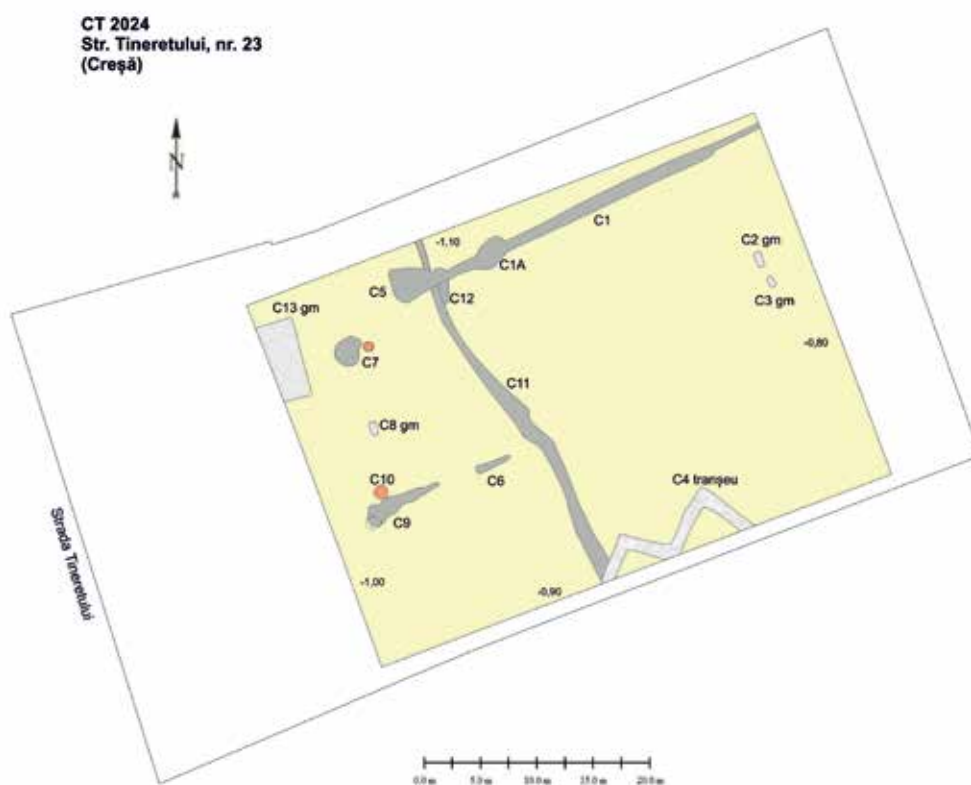 CT 2024
Str. Tineretului, nr. 23
(Creșă)
N
C1
-1,10
C2 gm
C1A
C5
C12
C3 gm
C13 gm
-0,80
C7
C11
C8 gm
C6
C10
C4 tranșeu
C9
Strada Tineretului
-1,00
-0,90
0.0 m 5.0 m 10.0 m 15.0 m 20.0 m